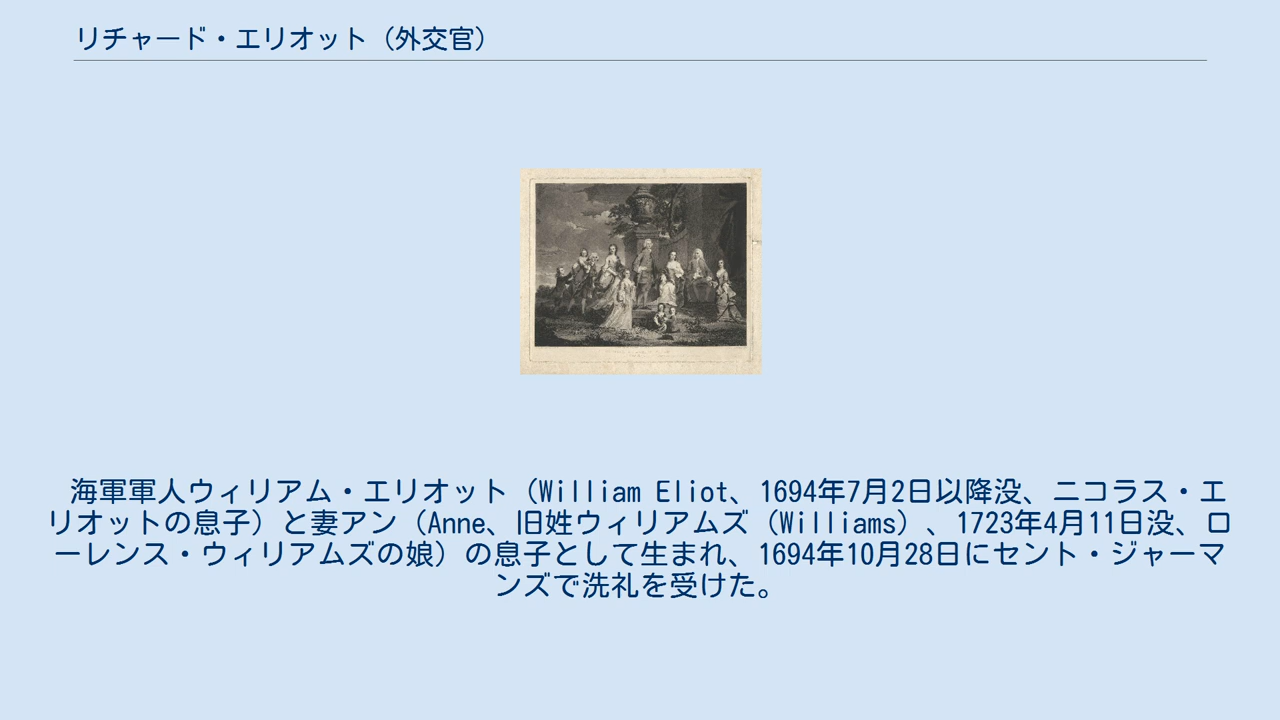 リチャード・エリオット（外交官）
海軍軍人ウィリアム・エリオット（William Eliot、1694年7月2日以降没、ニコラス・エ
リオットの息子）と妻アン（Anne、旧姓ウィリアムズ（Williams）、1723年4月11日没、ロ
ーレンス・ウィリアムズの娘）の息子として生まれ、1694年10月28日にセント・ジャーマ
ンズで洗礼を受けた。